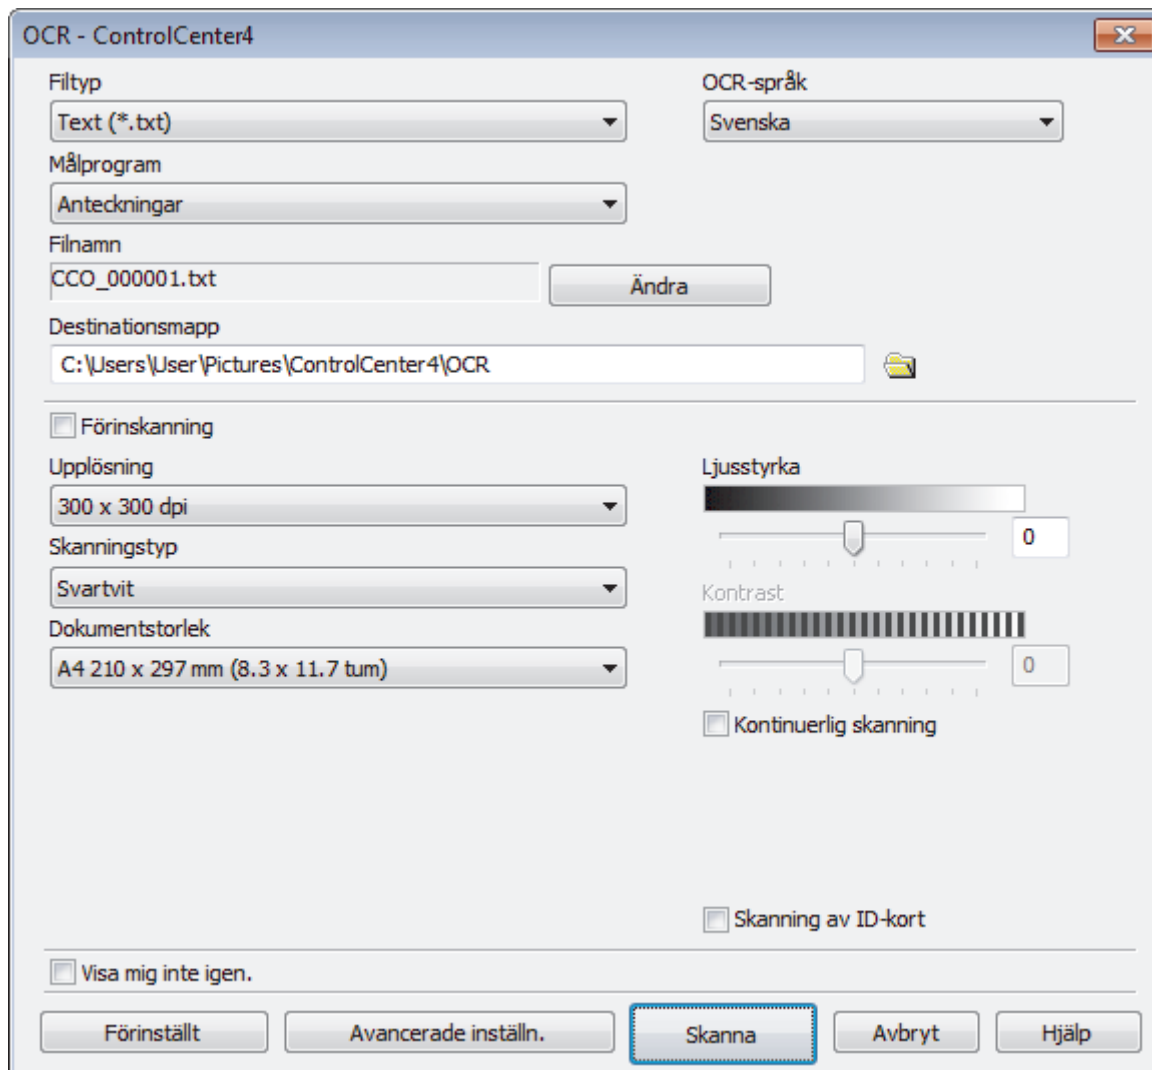 OCR - ControlCenter4
Filtyp
OCR-språk
Text (*.txt)
Svenska
Målprogram
Anteckningar
Filnamn
CCO_000001.txt
Ändra
Destinationsmapp
C:\Users\User\Pictures\ControlCenter4\OCR
Förinskanning
Upplösning
Ljusstyrka
300 x 300 dpi
0
Skanningstyp
Svartvit
Kontrast
Dokumentstorlek
A4 210 x 297 mm (8.3 x 11.7 tum)
0
Kontinuerlig skanning
Skanning av ID-kort
Visa mig inte igen.
Förinställt
Avancerade inställn.
Skanna
Avbryt
Hjälp